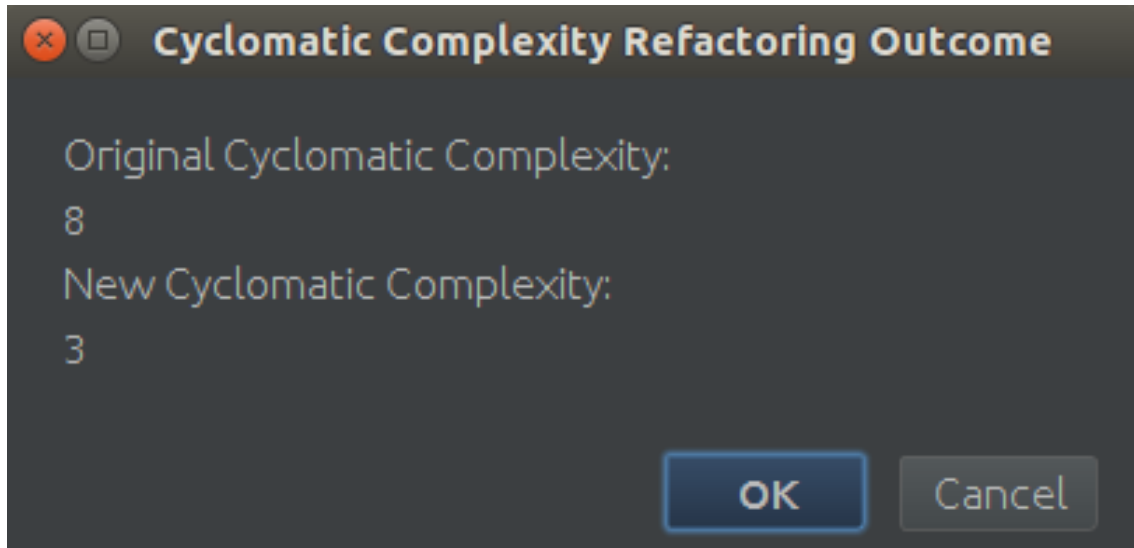 Cyclomatic Complexity Refactoring Outcome
Original Cyclomatic Complexity:
8
New Cyclomatic Complexity:
3
OK Cancel